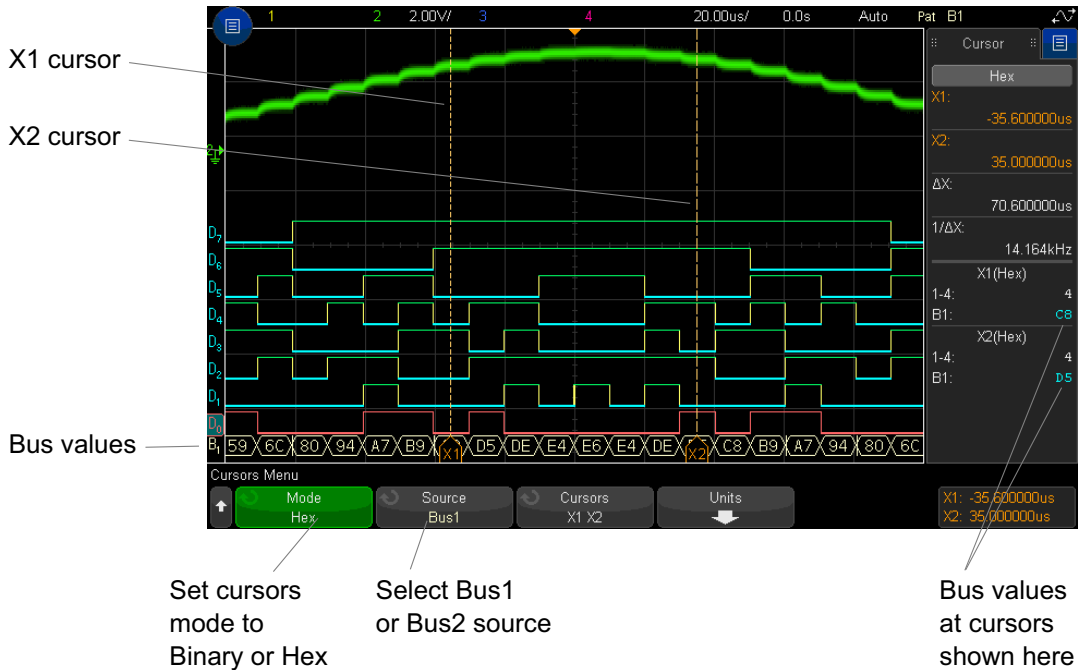 1 2 2.00V/ 3 4 20.00us/ 0.0s Auto Pat B1
X1 cursor
X2 cursor
Bus values
Cursor
Hex
X1:
-35.600000us
X2:
35.000000us
ΔX:
70.600000us
1/ΔX:
14.164kHz
X1(Hex)
1-4: 4
B1: C8
X2(Hex)
1-4: 4
B1: D5
D7
D6
D5
D4
D3
D2
D1
D0
B1 59 6C 80 94 A7 B9 X1 D5 DE E4 E6 E4 DE X2 C8 B9 A7 94 80 6C
Cursors Menu
Mode
Hex
Source
Bus1
Cursors
X1 X2
Units
X1: -35.600000us
X2: 35.000000us
Set cursors
mode to
Binary or Hex
Select Bus1
or Bus2 source
Bus values
at cursors
shown here